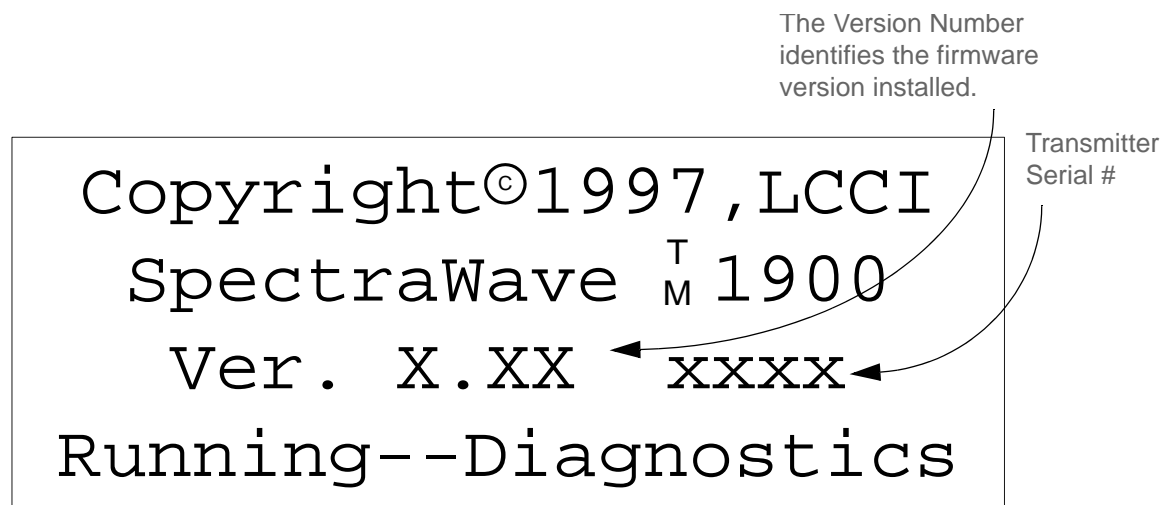 The Version Number
identifies the firmware
version installed.
Transmitter
Serial #
Copyright©1997,LCCI
SpectraWave TM 1900
Ver. X.XX xxxx
Running--Diagnostics